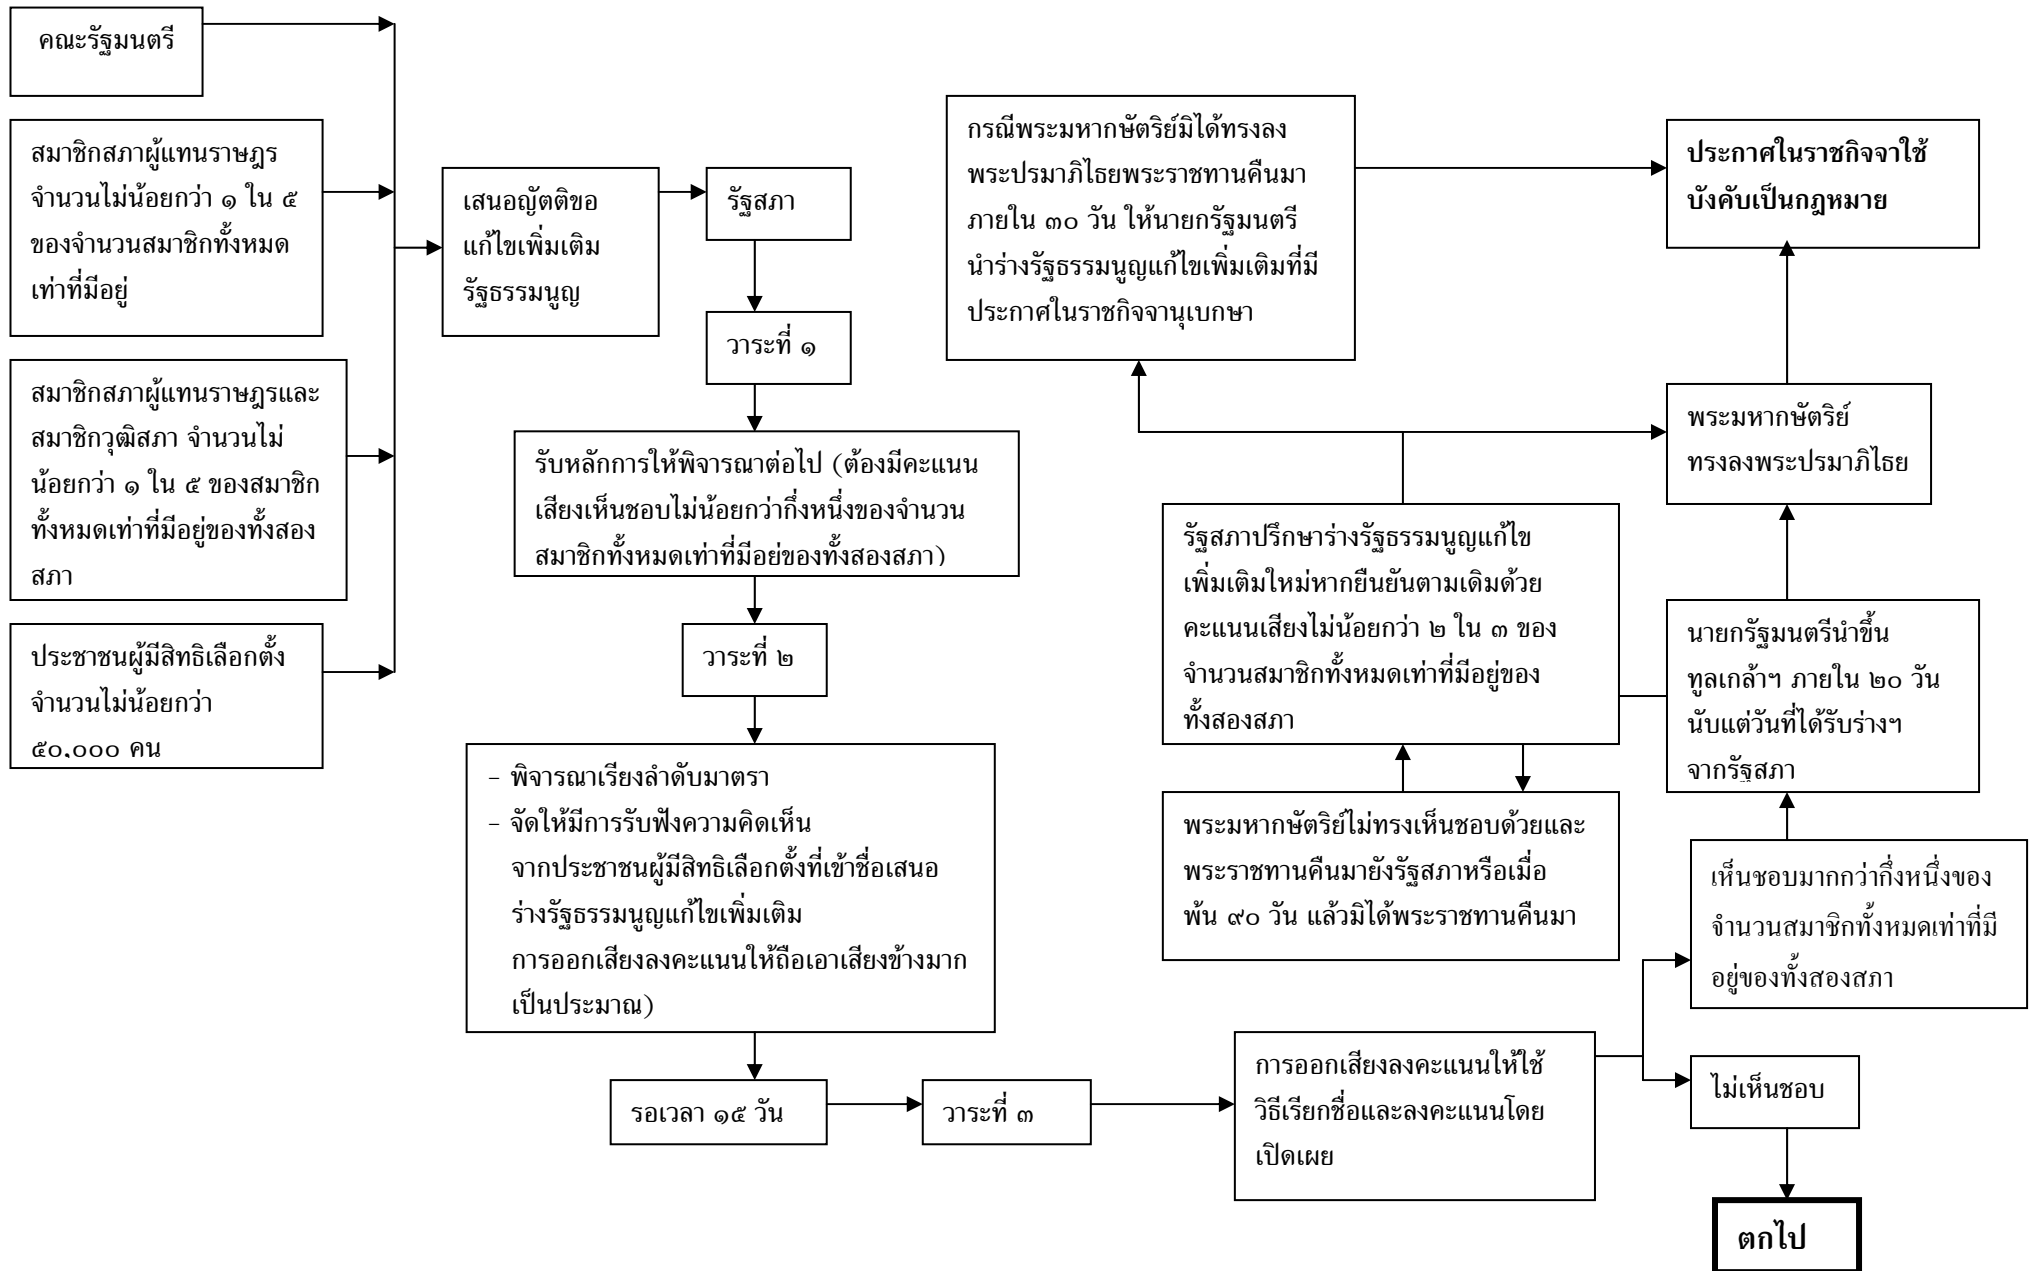 คณะรัฐมนตรี
สมาชิกสภาผู้แทนราษฎร
จำนวนไม่น้อยกว่า ๑ ใน ๕
ของจำนวนสมาชิกทั้งหมด
เท่าที่มีอยู่
สมาชิกสภาผู้แทนราษฎรและ
สมาชิกวุฒิสภา จำนวนไม่
น้อยกว่า ๑ ใน ๕ ของสมาชิก
ทั้งหมดเท่าที่มีอยู่ของทั้งสอง
สภา
ประชาชนผู้มีสิทธิเลือกตั้ง
จำนวนไม่น้อยกว่า
๕๐,๐๐๐ คน
เสนอญัตติขอ
แก้ไขเพิ่มเติม
รัฐธรรมนูญ
รัฐสภา
วาระที่ ๑
รับหลักการให้พิจารณาต่อไป (ต้องมีคะแนน
เสียงเห็นชอบไม่น้อยกว่ากึ่งหนึ่งของจำนวน
สมาชิกทั้งหมดเท่าที่มีอยู่ของทั้งสองสภา)
วาระที่ ๒
- พิจารณาเรียงลำดับมาตรา
- จัดให้มีการรับฟังความคิดเห็น
จากประชาชนผู้มีสิทธิเลือกตั้งที่เข้าชื่อเสนอ
ร่างรัฐธรรมนูญแก้ไขเพิ่มเติม
การออกเสียงลงคะแนนให้ถือเอาเสียงข้างมาก
เป็นประมาณ)
รอเวลา ๑๕ วัน
วาระที่ ๓
การออกเสียงลงคะแนนให้ใช้
วิธีเรียกชื่อและลงคะแนนโดย
เปิดเผย
เห็นชอบมากกว่ากึ่งหนึ่งของ
จำนวนสมาชิกทั้งหมดเท่าที่มี
อยู่ของทั้งสองสภา
ไม่เห็นชอบ
ตกไป
นายกรัฐมนตรีนำขึ้น
ทูลเกล้าฯ ภายใน ๒๐ วัน
นับแต่วันที่ได้รับร่างฯ
จากรัฐสภา
พระมหากษัตริย์
ทรงลงพระปรมาภิไธย
ประกาศในราชกิจจาใช้
บังคับเป็นกฎหมาย
พระมหากษัตริย์ไม่ทรงเห็นชอบด้วยและ
พระราชทานคืนมายังรัฐสภาหรือเมื่อ
พ้น ๙๐ วัน แล้วมิได้พระราชทานคืนมา
รัฐสภาปรึกษาร่างรัฐธรรมนูญแก้ไข
เพิ่มเติมใหม่หากยืนยันตามเดิมด้วย
คะแนนเสียงไม่น้อยกว่า ๒ ใน ๓ ของ
จำนวนสมาชิกทั้งหมดเท่าที่มีอยู่ของ
ทั้งสองสภา
กรณีพระมหากษัตริย์มิได้ทรงลง
พระปรมาภิไธยพระราชทานคืนมา
ภายใน ๓๐ วัน ให้นายกรัฐมนตรี
นำร่างรัฐธรรมนูญแก้ไขเพิ่มเติมที่มี
ประกาศในราชกิจจานุเบกษา